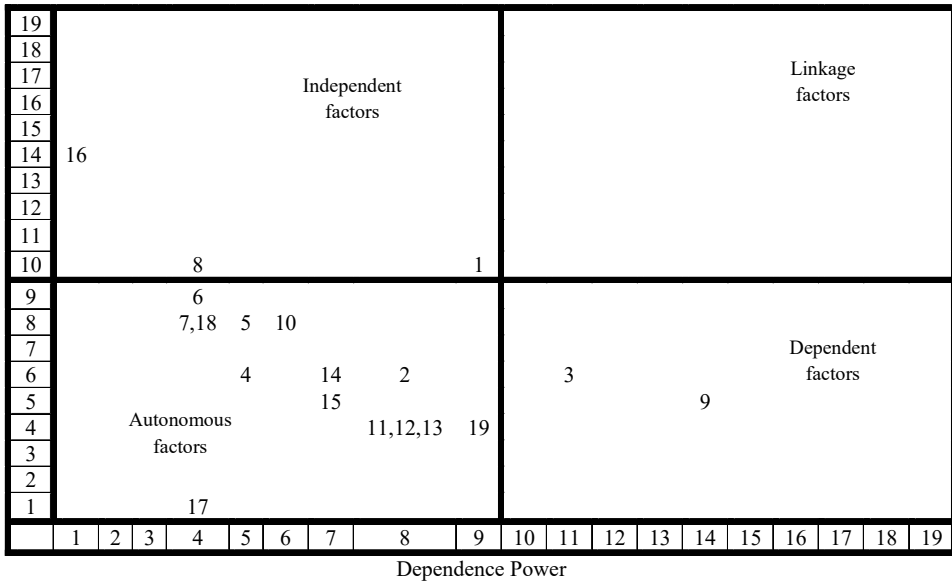 19
18
17 Linkage
Independent
16 factors
factors
15
14 16
13
12
11
10 8 1
9 6
8 7,18 5 10
7 Dependent
6 4 14 2 3 factors
5 15 9
4 Autonomous 11,12,13 19
3 factors
2
1 17
1 2 3 4 5 6 7 8 9 10 11 12 13 14 15 16 17 18 19
Dependence Power